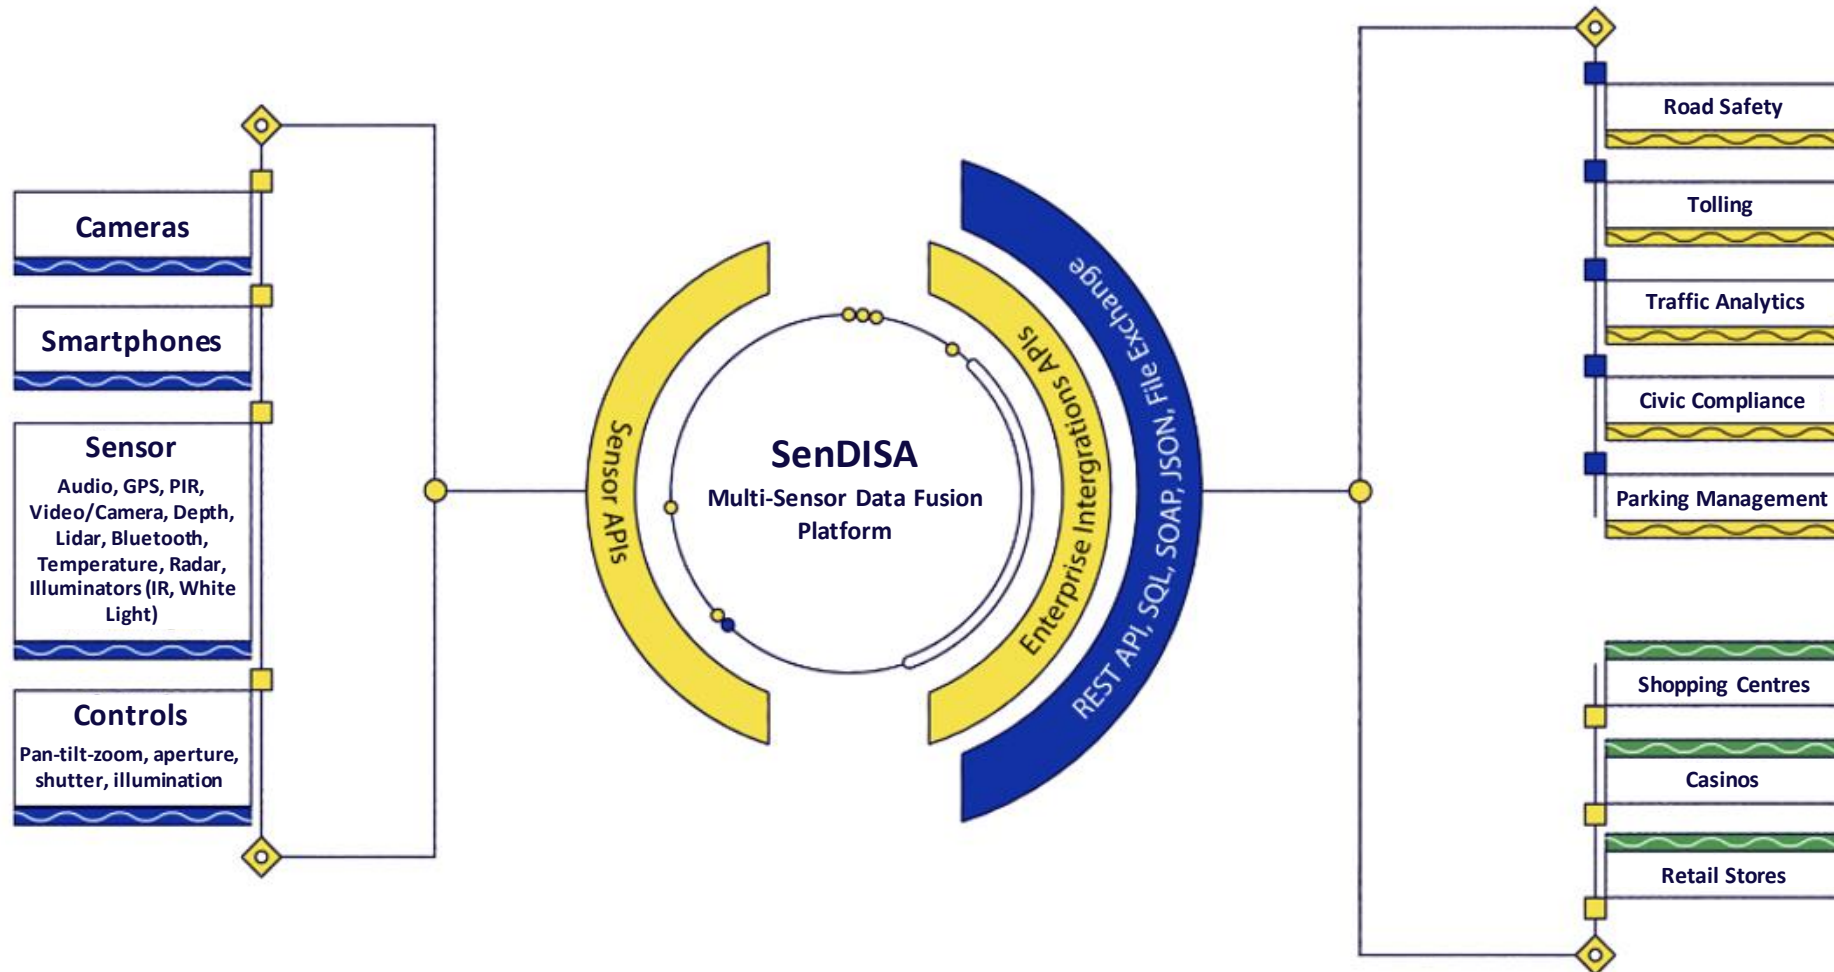 Cameras
Smartphones
Sensor
Audio, GPS, PIR,
Video/Camera, Depth,
Lidar, Bluetooth,
Temperature, Radar,
Illuminators (IR, White
Light)
Controls
Pan-tilt-zoom, aperture,
shutter, illumination
Sensor APIs
SenDISA
Multi-Sensor Data Fusion
Platform
Enterprise Intergrations APIs
REST API, SQL, SOAP, JSON, File Exchange
Road Safety
Tolling
Traffic Analytics
Civic Compliance
Parking Management
Shopping Centres
Casinos
Retail Stores